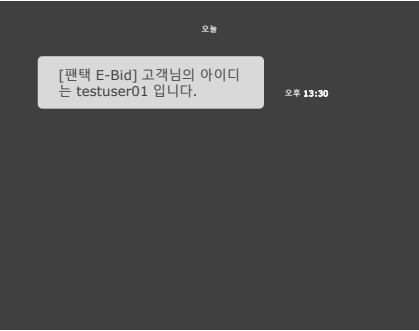 오늘
[팬택 E-Bid] 고객님의 아이디
는 testuser01 입니다.
오후 13:30